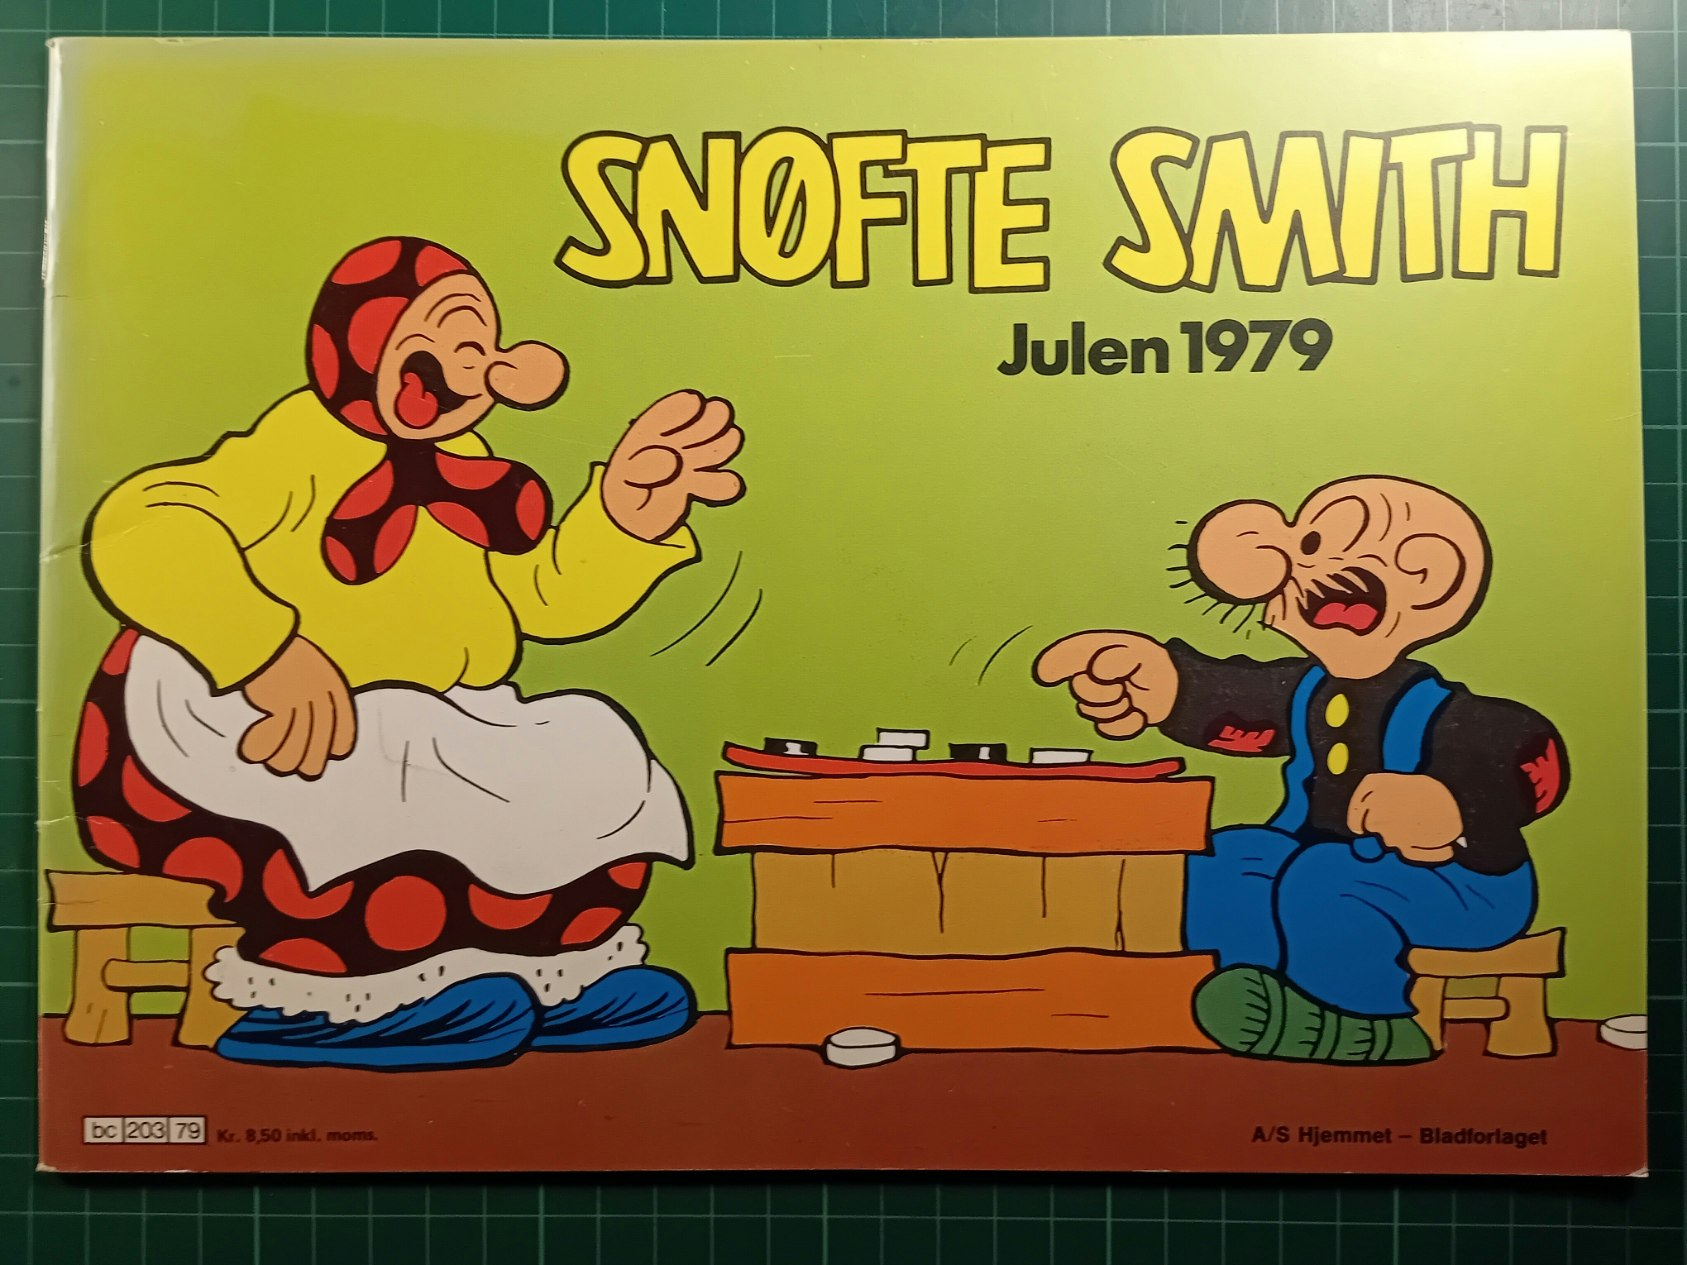 SNØFTE SMITH
Julen 1979
bc 203 79 Kr. 8,50 inkl. moms.
A/S Hjemmet – Bladforlaget